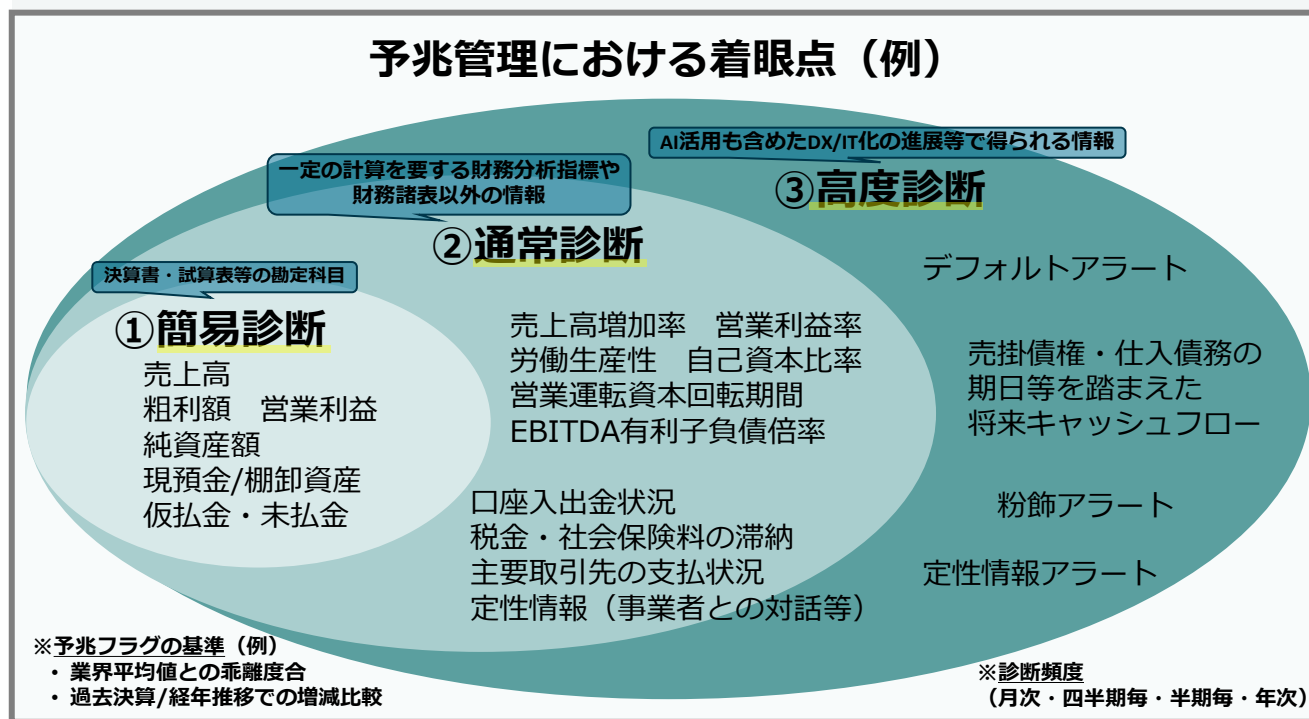 予兆管理における着眼点（例）
AI活用も含めたDX/IT化の進展等で得られる情報
③高度診断
デフォルトアラート
売掛債権・仕入債務の
期日等を踏まえた
将来キャッシュフロー
粉飾アラート
定性情報アラート
一定の計算を要する財務分析指標や
財務諸表以外の情報
②通常診断
売上高増加率　営業利益率
労働生産性　自己資本比率
営業運転資本回転期間
EBITDA有利子負債倍率
口座入出金状況
税金・社会保険料の滞納
主要取引先の支払状況
定性情報（事業者との対話等）
決算書・試算表等の勘定科目
①簡易診断
売上高
粗利額　営業利益
純資産額
現預金/棚卸資産
仮払金・未払金
※予兆フラグの基準（例）
・ 業界平均値との乖離度合
・ 過去決算/経年推移での増減比較
※診断頻度
（月次・四半期毎・半期毎・年次）